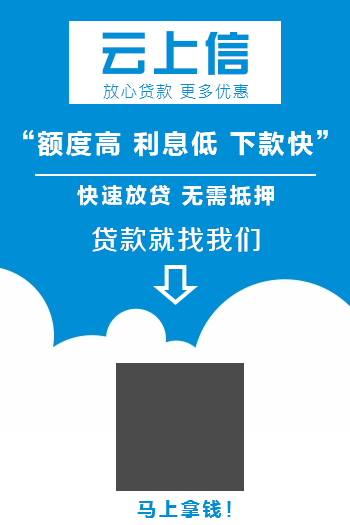 云上信
放心贷款 更多优惠
“额度高 利息低 下款快”
快速放贷 无需抵押
贷款就找我们
马上拿钱！